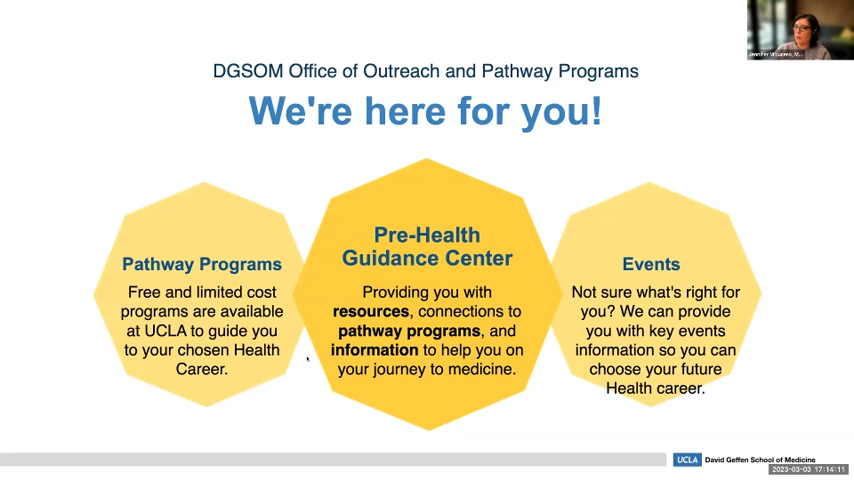 DGSOM Office of Outreach and Pathway Programs
We're here for you!
Pathway Programs
Free and limited cost
programs are available
at UCLA to guide you
to your chosen Health
Career.
Pre-Health
Guidance Center
Providing you with
resources, connections to
pathway programs, and
information to help you on
your journey to medicine.
Events
Not sure what's right for
you? We can provide
you with key events
information so you can
choose your future
Health career.
UCLA David Geffen School of Medicine
2023-03-03 17:14:11